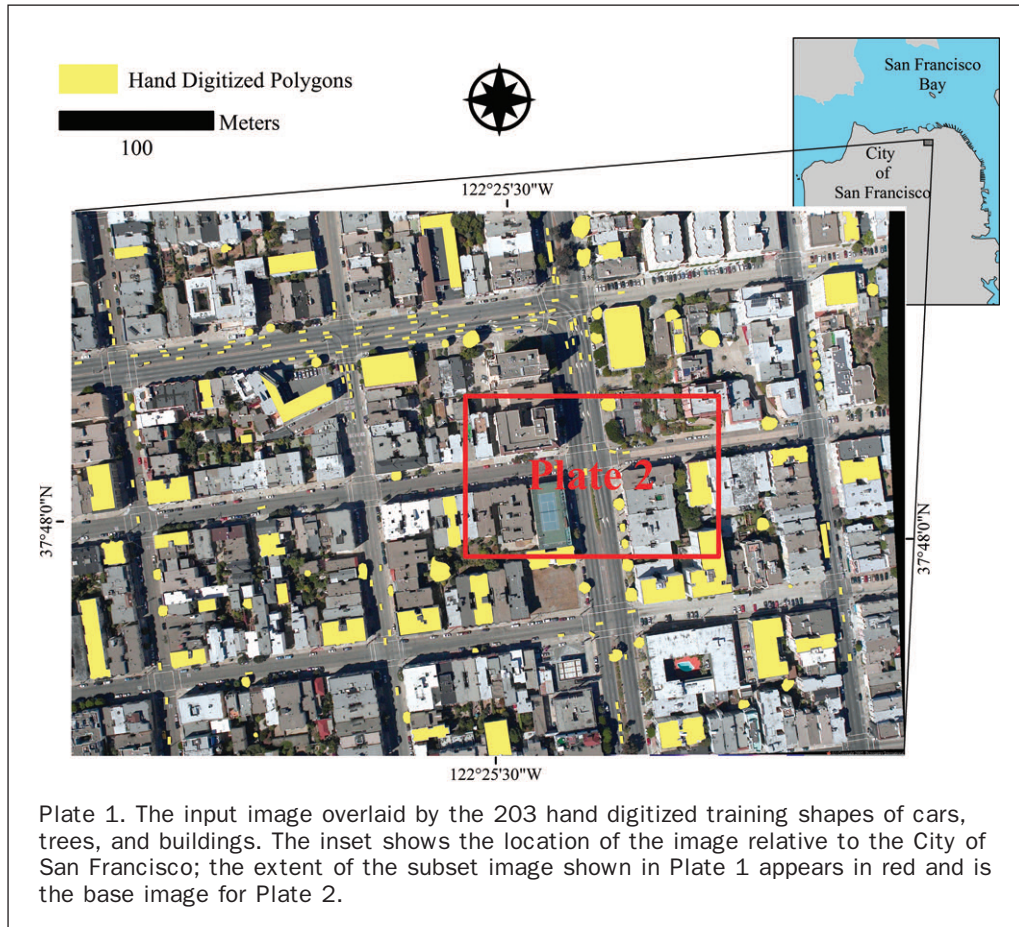 Hand Digitized Polygons
Meters
100
San Francisco
Bay
City
of
San Francisco
122°25'30"W
Plate 2
37°48'0"N
37°48'0"N
122°25'30"W
Plate 1. The input image overlaid by the 203 hand digitized training shapes of cars,
trees, and buildings. The inset shows the location of the image relative to the City of
San Francisco; the extent of the subset image shown in Plate 1 appears in red and is
the base image for Plate 2.